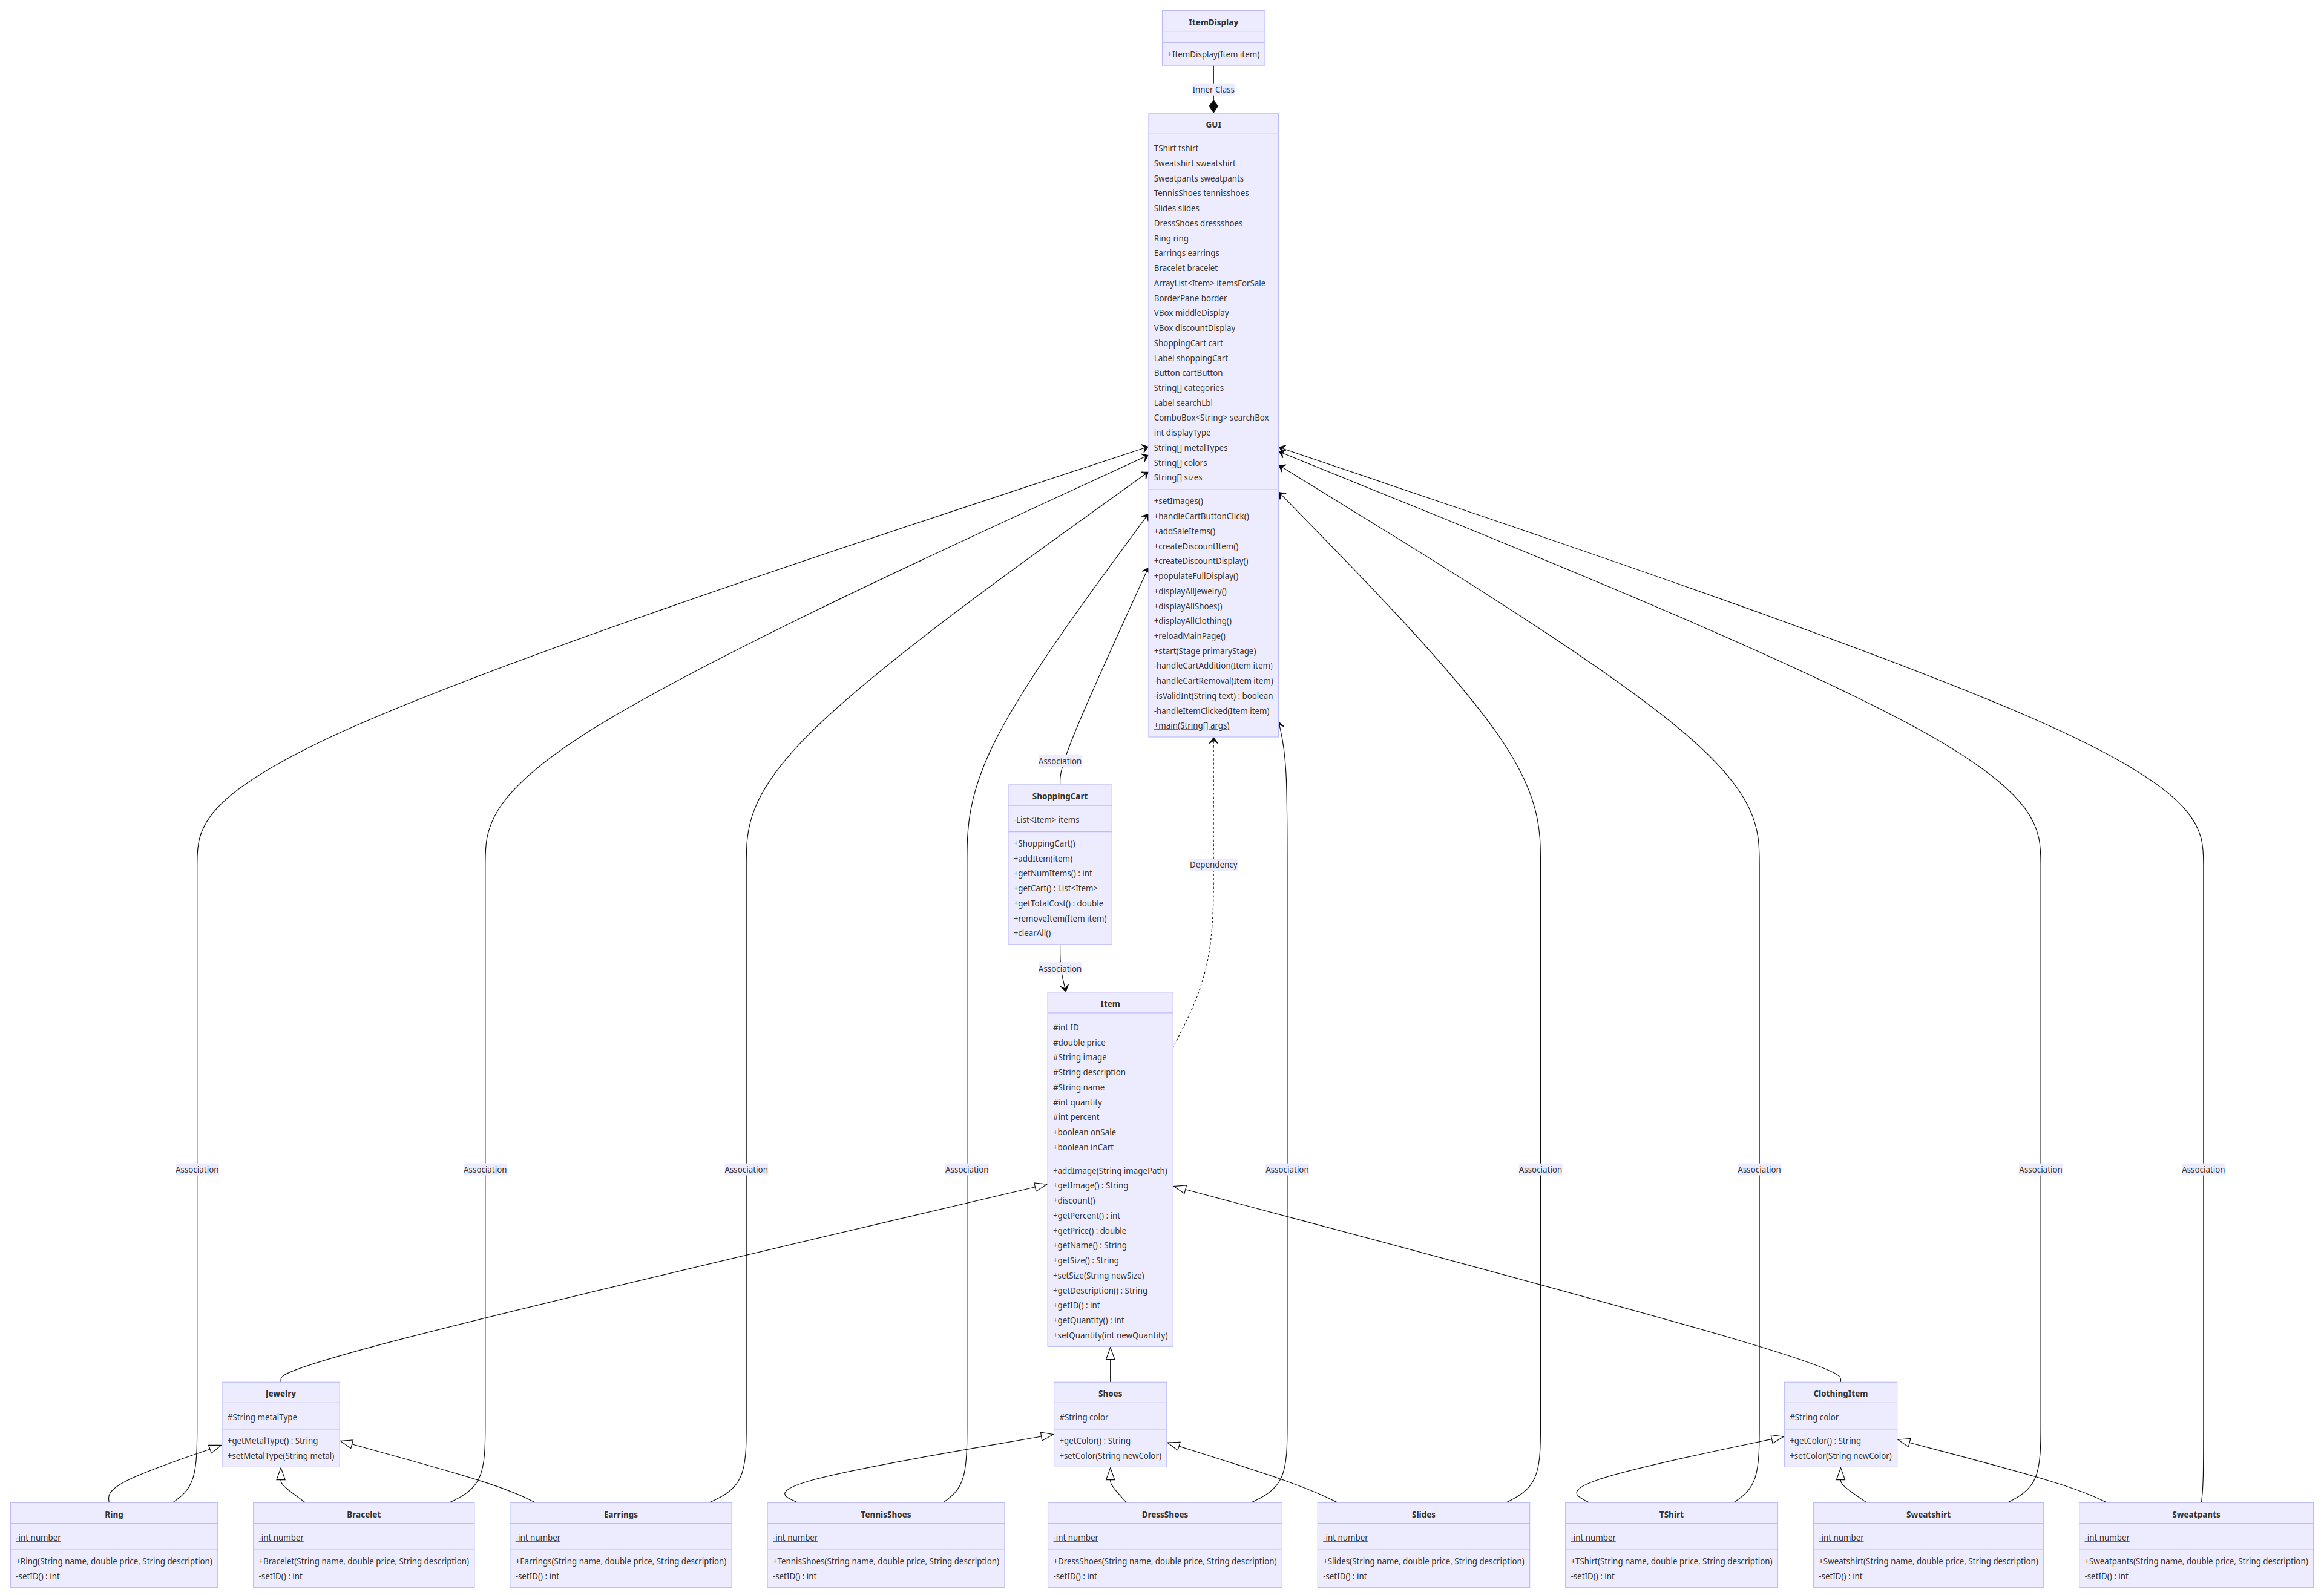 ItemDisplay
+ItemDisplay(Item item)
Inner Class
GUI
TShirt tshirt
Sweatshirt sweatshirt
Sweatpants sweatpants
TennisShoes tennisshoes
Slides slides
DressShoes dressshoes
Ring ring
Earrings earrings
Bracelet bracelet
ArrayList<Item> itemsForSale
BorderPane border
VBox middleDisplay
VBox discountDisplay
ShoppingCart cart
Label shoppingCart
Button cartButton
String[] categories
Label searchLbl
ComboBox<String> searchBox
int displayType
String[] metalTypes
String[] colors
String[] sizes
+setImages()
+handleCartButtonClick()
+addSaleItems()
+createDiscountItem()
+createDiscountDisplay()
+populateFullDisplay()
+displayAllJewelry()
+displayAllShoes()
+displayAllClothing()
+reloadMainPage()
+start(Stage primaryStage)
-handleCartAddition(Item item)
-handleCartRemoval(Item item)
-isValidInt(String text) : boolean
-handleItemClicked(Item item)
+main(String[] args)
Association
ShoppingCart
-List<Item> items
+ShoppingCart()
+addItem(item)
+getNumItems() : int
+getCart() : List<Item>
+getTotalCost() : double
+removeItem(Item item)
+clearAll()
Dependency
Association
Item
#int ID
#double price
#String image
#String description
#String name
#int quantity
#int percent
+boolean onSale
+boolean inCart
+addImage(String imagePath)
+getImage() : String
+discount()
+getPercent() : int
+getPrice() : double
+getName() : String
+getSize() : String
+setSize(String newSize)
+getDescription() : String
+getID() : int
+getQuantity() : int
+setQuantity(int newQuantity)
Association
Association
Association
Association
Association
Association
Association
Association
Association
Jewelry
#String metalType
+getMetalType() : String
+setMetalType(String metal)
Shoes
#String color
+getColor() : String
+setColor(String newColor)
ClothingItem
#String color
+getColor() : String
+setColor(String newColor)
Ring
-int number
+Ring(String name, double price, String description)
-setID() : int
Bracelet
-int number
+Bracelet(String name, double price, String description)
-setID() : int
Earrings
-int number
+Earrings(String name, double price, String description)
-setID() : int
TennisShoes
-int number
+TennisShoes(String name, double price, String description)
-setID() : int
DressShoes
-int number
+DressShoes(String name, double price, String description)
-setID() : int
Slides
-int number
+Slides(String name, double price, String description)
-setID() : int
TShirt
-int number
+TShirt(String name, double price, String description)
-setID() : int
Sweatshirt
-int number
+Sweatshirt(String name, double price, String description)
-setID() : int
Sweatpants
-int number
+Sweatpants(String name, double price, String description)
-setID() : int